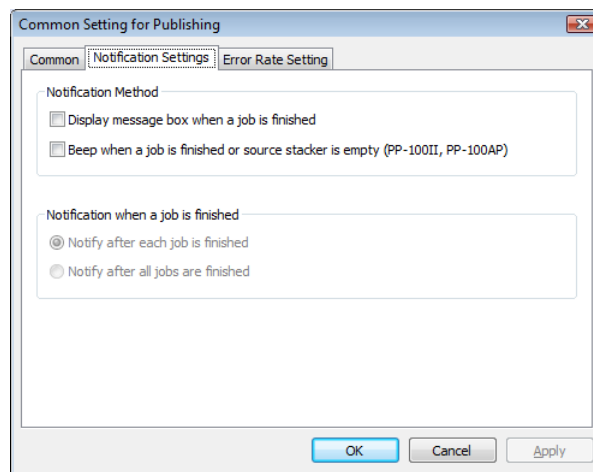 Common Setting for Publishing
Common
Notification Settings
Error Rate Setting
Notification Method
Display message box when a job is finished
Beep when a job is finished or source stacker is empty (PP-100II, PP-100AP)
Notification when a job is finished
Notify after each job is finished
Notify after all jobs are finished
OK
Cancel
Apply